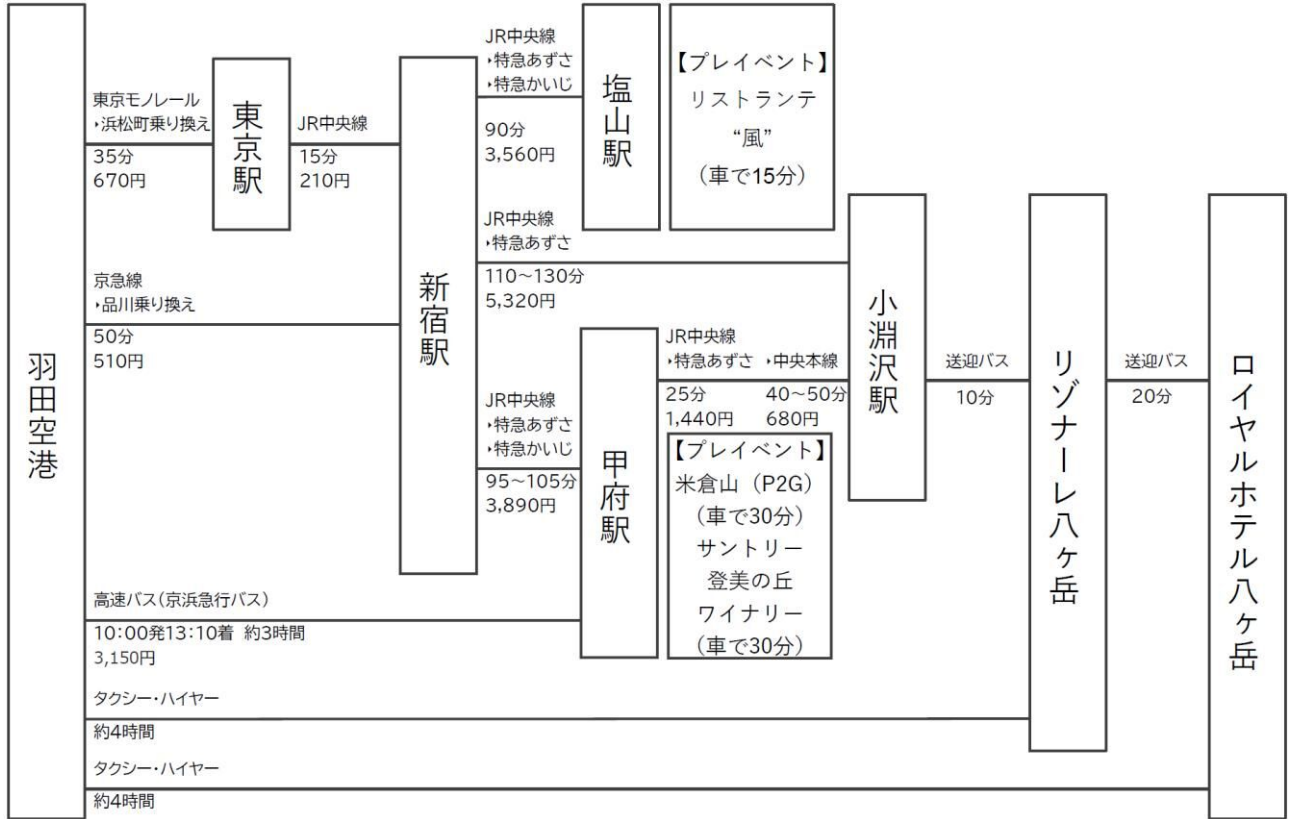 羽田空港
東京モノレール
▸浜松町乗り換え
35分
670円
東京駅
JR中央線
15分
210円
京急線
▸品川乗り換え
50分
510円
新宿駅
JR中央線
▸特急あずさ
▸特急かいじ
90分
3,560円
塩山駅
【プレイベント】
リストランテ
“風”
(車で15分)
JR中央線
▸特急あずさ
110~130分
5,320円
JR中央線
▸特急あずさ
▸特急かいじ
95~105分
3,890円
甲府駅
JR中央線
▸特急あずさ ▸中央本線
25分 40~50分
1,440円 680円
【プレイベント】
米倉山(P2G)
(車で30分)
サントリー
登美の丘
ワイナリー
(車で30分)
小淵沢駅
送迎バス
10分
リゾナーレ八ヶ岳
送迎バス
20分
ロイヤルホテル八ヶ岳
高速バス(京浜急行バス)
10:00発13:10着 約3時間
3,150円
タクシー・ハイヤー
約4時間
タクシー・ハイヤー
約4時間